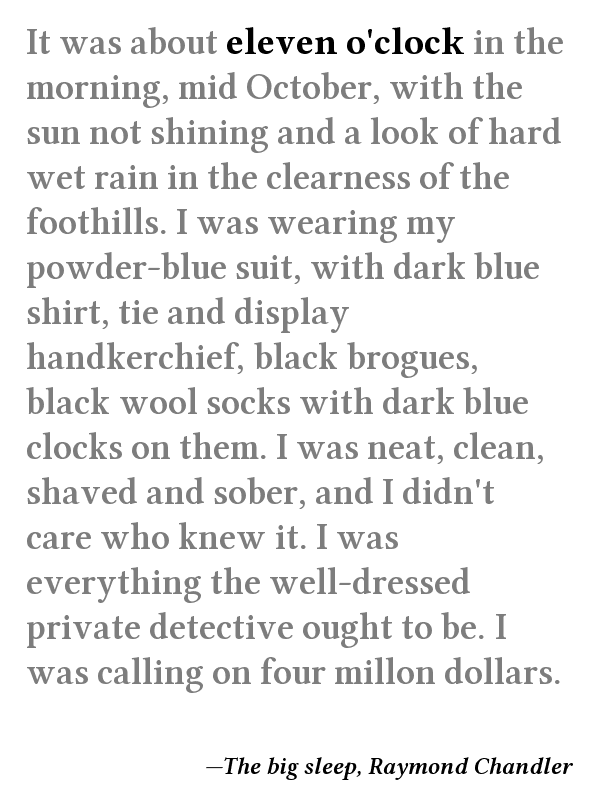 It was about eleven o'clock in the
morning, mid October, with the
sun not shining and a look of hard
wet rain in the clearness of the
foothills. I was wearing my
powder-blue suit, with dark blue
shirt, tie and display
handkerchief, black brogues,
black wool socks with dark blue
clocks on them. I was neat, clean,
shaved and sober, and I didn't
care who knew it. I was
everything the well-dressed
private detective ought to be. I
was calling on four millon dollars.
—The big sleep, Raymond Chandler